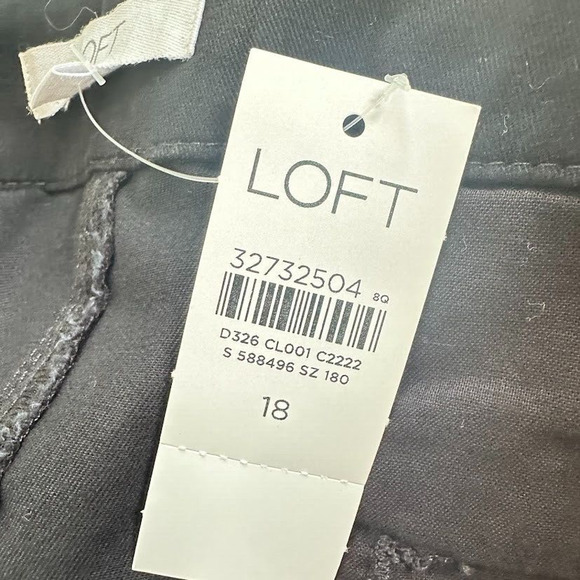 LOFT
LOFT
32732504 8Q
D326 CL001 C2222
S 588496 SZ 180
18